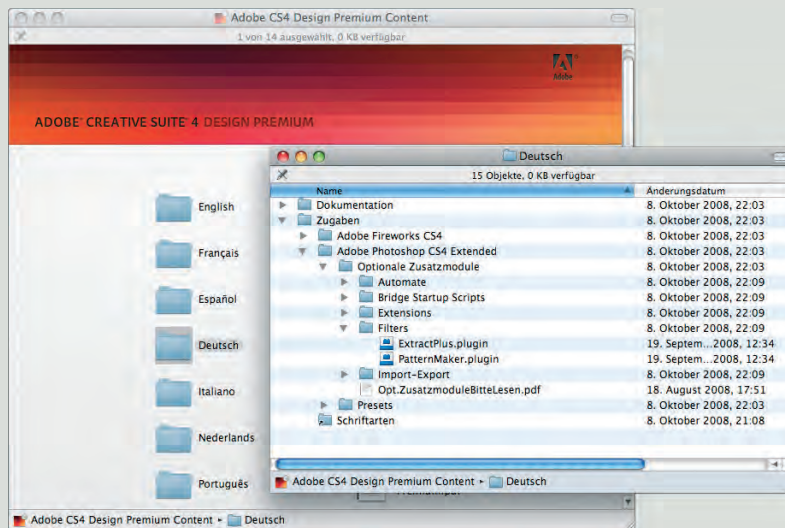 Adobe CS4 Design Premium Content
1 von 14 ausgewählt, 0 KB verfügbar
Adobe
ADOBE® CREATIVE SUITE® 4 DESIGN PREMIUM
English
Français
Español
Deutsch
Italiano
Nederlands
Português
Deutsch
15 Objekte, 0 KB verfügbar
Name Änderungsdatum
Dokumentation 8. Oktober 2008, 22:03
Zugaben 8. Oktober 2008, 22:03
Adobe Fireworks CS4 8. Oktober 2008, 22:03
Adobe Photoshop CS4 Extended 8. Oktober 2008, 22:03
Optionale Zusatzmodule 8. Oktober 2008, 22:03
Automate 8. Oktober 2008, 22:09
Bridge Startup Scripts 8. Oktober 2008, 22:09
Extensions 8. Oktober 2008, 22:09
Filters 8. Oktober 2008, 22:09
ExtractPlus.plugin 19. Septem...2008, 12:34
PatternMaker.plugin 19. Septem...2008, 12:34
Import-Export 8. Oktober 2008, 22:09
Opt.ZusatzmoduleBitteLesen.pdf 18. August 2008, 17:51
Presets 8. Oktober 2008, 22:03
Schriftarten 8. Oktober 2008, 21:08
Adobe CS4 Design Premium Content ▸ Deutsch
Adobe CS4 Design Premium Content ▸ Deutsch